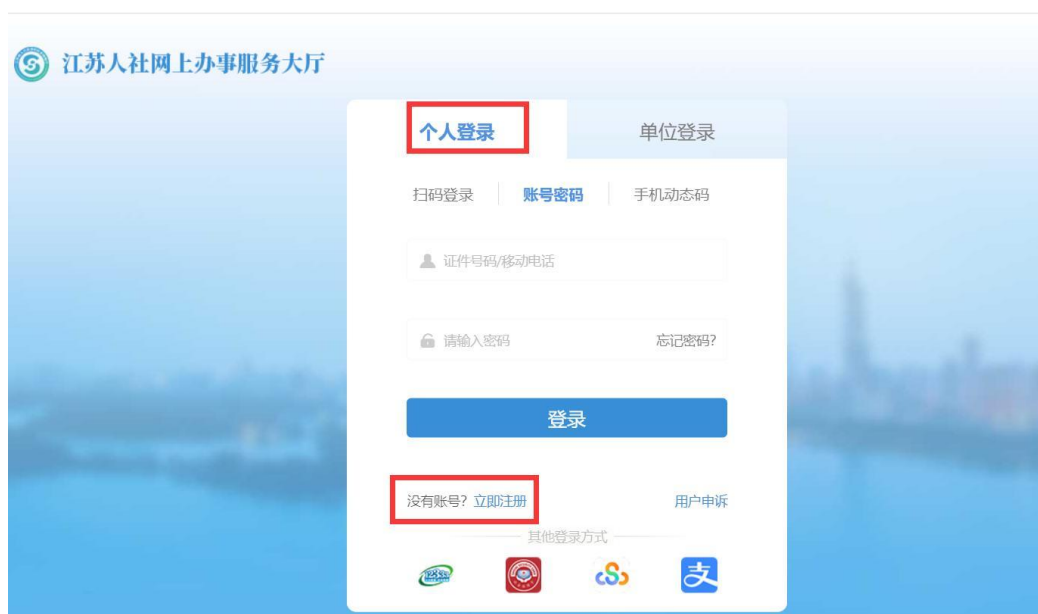 江苏人社网上办事服务大厅
个人登录 单位登录
扫码登录 账号密码 手机动态码
证件号码/移动电话
请输入密码 忘记密码?
登录
没有账号? 立即注册 用户申诉
其他登录方式
支